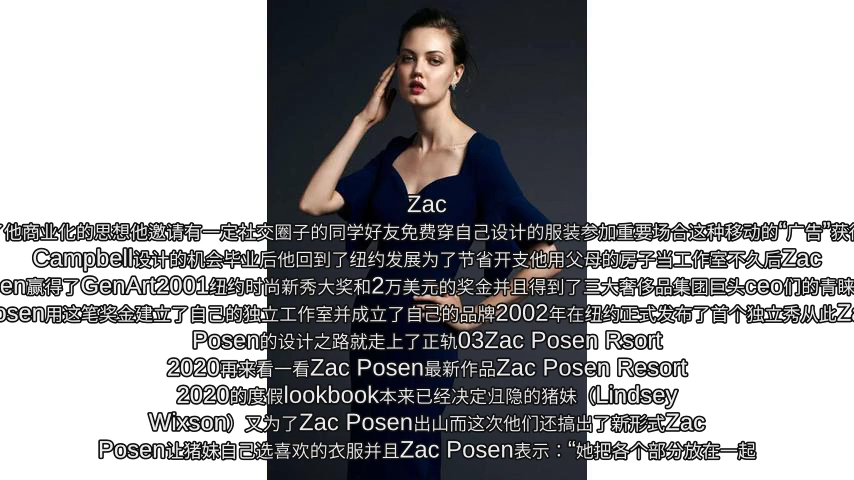 Zac
他商业化的思想他邀请有一定社交圈子的同学好友免费穿自己设计的服装参加重要场合这种移动的“广告”获得
Campbell设计的机会毕业后他回到了纽约发展为了节省开支他用父母的房子当工作室不久后Zac
en赢得了GenArt2001纽约时尚新秀大奖和2万美元的奖金并且得到了三大奢侈品集团巨头ceo们的青睐
osen用这笔奖金建立了自己的独立工作室并成立了自己的品牌2002年在纽约正式发布了首个独立秀从此Za
Posen的设计之路就走上了正轨03Zac Posen Rsort
2020再来看一看Zac Posen最新作品Zac Posen Resort
2020的度假lookbook本来已经决定归隐的猪妹（Lindsey
Wixson）又为了Zac Posen出山而这次他们还搞出了新形式Zac
Posen让猪妹自己选喜欢的衣服并且Zac Posen表示：“她把各个部分放在一起